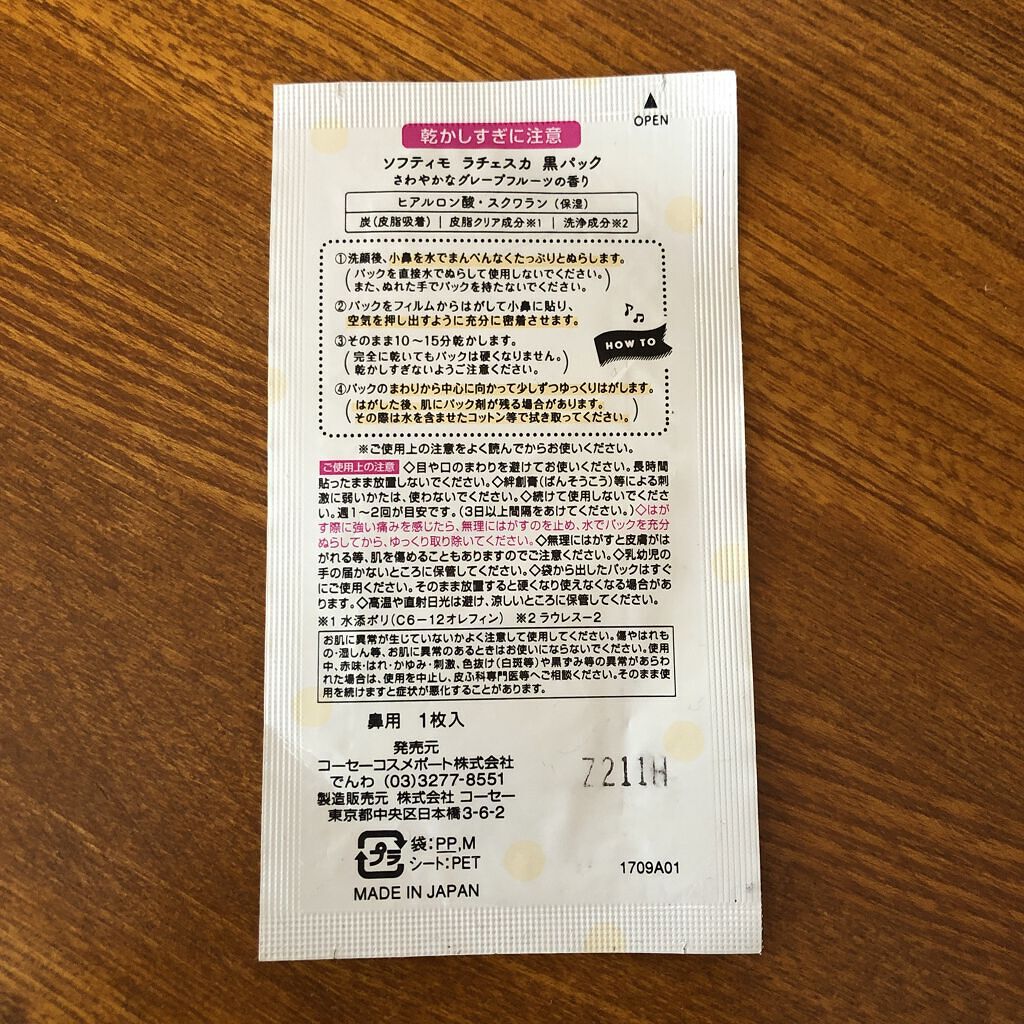 ▲
OPEN
乾かしすぎに注意
ソフティモ ラチェスカ 黒パック
さわやかなグレープフルーツの香り
ヒアルロン酸・スクワラン（保湿）
炭（皮脂吸着）｜皮脂クリア成分※1｜洗浄成分※2
①洗顔後、小鼻を水でまんべんなくたっぷりとぬらします。
（パックを直接水でぬらして使用しないでください。
また、ぬれた手でパックを持たないでください。）
②パックをフィルムからはがして小鼻に貼り、
空気を押し出すように充分に密着させます。
③そのまま10～15分乾かします。
（完全に乾いてもパックは硬くなりません。
乾かしすぎないようご注意ください。）
HOW TO
④パックのまわりから中心に向かって少しずつゆっくりはがします。
（はがした後、肌にパック剤が残る場合があります。
その際は水を含ませたコットン等で拭き取ってください。）
※ご使用上の注意をよく読んでからお使いください。
ご使用上の注意 ◇目や口のまわりを避けてお使いください。長時間
貼ったまま放置しないでください。◇絆創膏（ばんそうこう）等による刺
激に弱いかたは、使わないでください。◇続けて使用しないでくださ
い。週1～2回が目安です。（3日以上間隔をあけてください。）◇はが
す際に強い痛みを感じたら、無理にはがすのを止め、水でパックを充分
ぬらしてから、ゆっくり取り除いてください。◇無理にはがすと皮膚がは
がれる等、肌を傷めることもありますのでご注意ください。◇乳幼児の
手の届かないところに保管してください。◇袋から出したパックはすぐ
にご使用ください。そのまま放置すると硬くなり使えなくなる場合があ
ります。◇高温や直射日光は避け、涼しいところに保管してください。
※1 水添ポリ（C6－12オレフィン） ※2 ラウレス－2
お肌に異常が生じていないかよく注意して使用してください。傷やはれも
の・湿しん等、お肌に異常のあるときはお使いにならないでください。使用
中、赤味・はれ・かゆみ・刺激、色抜け（白斑等）や黒ずみ等の異常があらわ
れた場合は、使用を中止し、皮ふ科専門医等へご相談ください。そのまま使
用を続けますと症状が悪化することがあります。
鼻用 1枚入
発売元
コーセーコスメポート株式会社
でんわ （03）3277-8551
製造販売元 株式会社 コーセー
東京都中央区日本橋3-6-2
Z211H
プラ
袋：PP,M
シート：PET
1709A01
MADE IN JAPAN